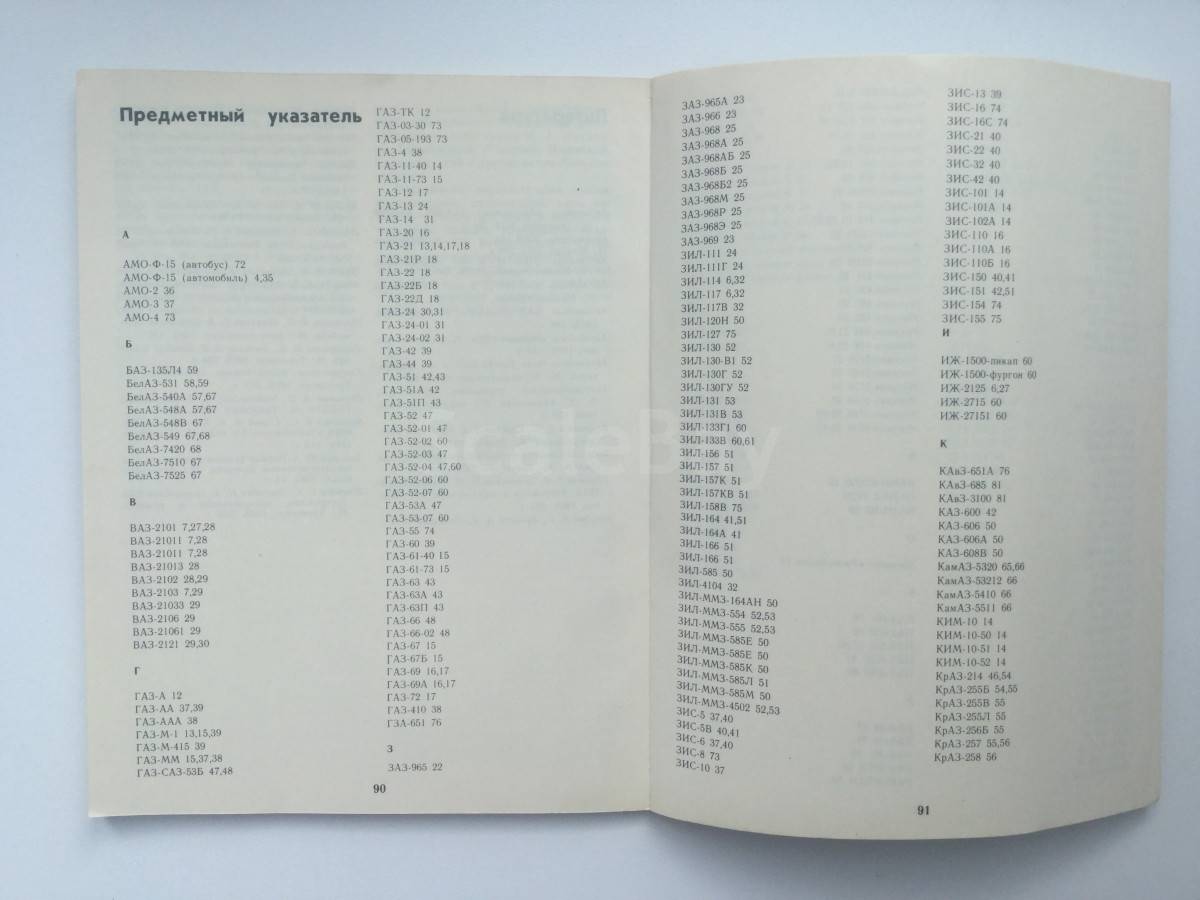 Предметный указатель
А
АМО-Ф-15 (автобус) 72
АМО-Ф-15 (автомобиль) 4,35
АМО-2 36
АМО-3 37
АМО-4 73
Б
БАЗ-135Л4 59
БелАЗ-531 58,59
БелАЗ-540А 57,67
БелАЗ-548А 57,67
БелАЗ-548В 67
БелАЗ-549 67,68
БелАЗ-7420 68
БелАЗ-7510 67
БелАЗ-7525 67
В
ВАЗ-2101 7,27,28
ВАЗ-21011 7,28
ВАЗ-21011 7,28
ВАЗ-21013 28
ВАЗ-2102 28,29
ВАЗ-2103 7,29
ВАЗ-21033 29
ВАЗ-2106 29
ВАЗ-21061 29
ВАЗ-2121 29,30
Г
ГАЗ-А 12
ГАЗ-АА 37,39
ГАЗ-ААА 38
ГАЗ-М-1 13,15,39
ГАЗ-М-415 39
ГАЗ-ММ 15,37,38
ГАЗ-САЗ-53Б 47,48
ГАЗ-ТК 12
ГАЗ-03-30 73
ГАЗ-05-193 73
ГАЗ-4 38
ГАЗ-11-40 14
ГАЗ-11-73 15
ГАЗ-12 17
ГАЗ-13 24
ГАЗ-14 31
ГАЗ-20 16
ГАЗ-21 13,14,17,18
ГАЗ-21Р 18
ГАЗ-22 18
ГАЗ-22Б 18
ГАЗ-22Д 18
ГАЗ-24 30,31
ГАЗ-24-01 31
ГАЗ-24-02 31
ГАЗ-42 39
ГАЗ-44 39
ГАЗ-51 42,43
ГАЗ-51А 42
ГАЗ-51П 43
ГАЗ-52 47
ГАЗ-52-01 47
ГАЗ-52-02 60
ГАЗ-52-03 47
ГАЗ-52-04 47,60
ГАЗ-52-06 60
ГАЗ-52-07 60
ГАЗ-53А 47
ГАЗ-53-07 60
ГАЗ-55 74
ГАЗ-60 39
ГАЗ-61-40 15
ГАЗ-61-73 15
ГАЗ-63 43
ГАЗ-63А 43
ГАЗ-63П 43
ГАЗ-66 48
ГАЗ-66-02 48
ГАЗ-67 15
ГАЗ-67Б 15
ГАЗ-69 16,17
ГАЗ-69А 16,17
ГАЗ-72 17
ГАЗ-410 38
ГЗА-651 76
З
ЗАЗ-965 22
90
ЗАЗ-965А 23
ЗАЗ-966 23
ЗАЗ-968 25
ЗАЗ-968А 25
ЗАЗ-968АБ 25
ЗАЗ-968Б 25
ЗАЗ-968Б2 25
ЗАЗ-968М 25
ЗАЗ-968Р 25
ЗАЗ-968Э 25
ЗАЗ-969 23
ЗИЛ-111 24
ЗИЛ-111Г 24
ЗИЛ-114 6,32
ЗИЛ-117 6,32
ЗИЛ-117В 32
ЗИЛ-120Н 50
ЗИЛ-127 75
ЗИЛ-130 52
ЗИЛ-130-В1 52
ЗИЛ-130Г 52
ЗИЛ-130ГУ 52
ЗИЛ-131 53
ЗИЛ-131В 53
ЗИЛ-133Г1 60
ЗИЛ-133В 60,61
ЗИЛ-156 51
ЗИЛ-157 51
ЗИЛ-157К 51
ЗИЛ-157КВ 51
ЗИЛ-158В 75
ЗИЛ-164 41,51
ЗИЛ-164А 41
ЗИЛ-166 51
ЗИЛ-166 51
ЗИЛ-585 50
ЗИЛ-4104 32
ЗИЛ-ММЗ-164АН 50
ЗИЛ-ММЗ-554 52,53
ЗИЛ-ММЗ-555 52,53
ЗИЛ-ММЗ-585Е 50
ЗИЛ-ММЗ-585Е 50
ЗИЛ-ММЗ-585К 50
ЗИЛ-ММЗ-585Л 51
ЗИЛ-ММЗ-585М 50
ЗИЛ-ММЗ-4502 52,53
ЗИС-5 37,40
ЗИС-5В 40,41
ЗИС-6 37,40
ЗИС-8 73
ЗИС-10 37
ЗИС-13 39
ЗИС-16 74
ЗИС-16С 74
ЗИС-21 40
ЗИС-22 40
ЗИС-32 40
ЗИС-42 40
ЗИС-101 14
ЗИС-101А 14
ЗИС-102А 14
ЗИС-110 16
ЗИС-110А 16
ЗИС-110Б 16
ЗИС-150 40,41
ЗИС-151 42,51
ЗИС-154 74
ЗИС-155 75
И
ИЖ-1500-пикап 60
ИЖ-1500-фургон 60
ИЖ-2125 6,27
ИЖ-2715 60
ИЖ-27151 60
К
КАвЗ-651А 76
КАвЗ-685 81
КАвЗ-3100 81
КАЗ-600 42
КАЗ-606 50
КАЗ-606А 50
КАЗ-608В 50
КамАЗ-5320 65,66
КамАЗ-53212 66
КамАЗ-5410 66
КамАЗ-5511 66
КИМ-10 14
КИМ-10-50 14
КИМ-10-51 14
КИМ-10-52 14
КрАЗ-214 46,54
КрАЗ-255Б 54,55
КрАЗ-255В 55
КрАЗ-255Л 55
КрАЗ-256Б 55
КрАЗ-257 55,56
КрАЗ-258 56
91